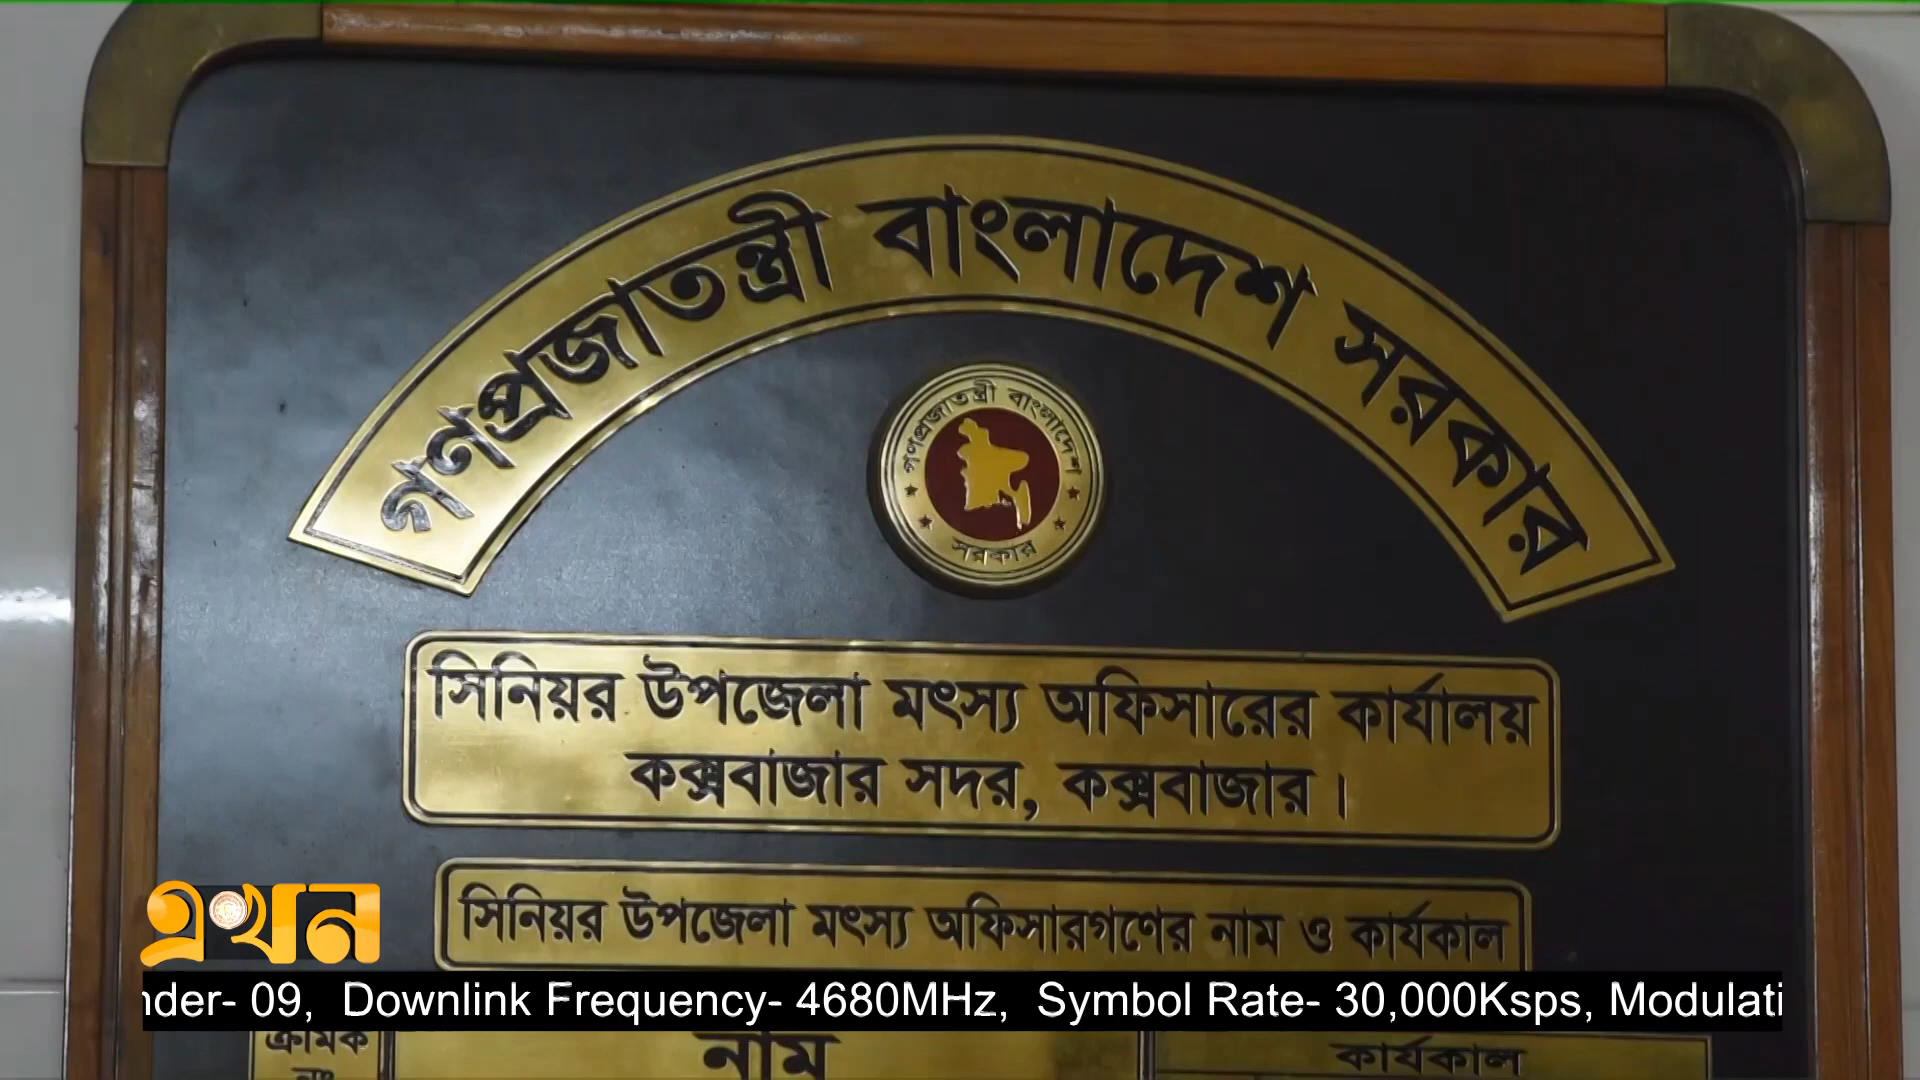 গণপ্রজাতন্ত্রী বাংলাদেশ সরকার
গণপ্রজাতন্ত্রী বাংলাদেশ
সরকার
সিনিয়র উপজেলা মৎস্য অফিসারের কার্যালয়
কক্সবাজার সদর, কক্সবাজার।
সিনিয়র উপজেলা মৎস্য অফিসারগণের নাম ও কার্যকাল
এখন
nder- 09, Downlink Frequency- 4680MHz, Symbol Rate- 30,000Ksps, Modulati
ক্রমিক নাম কার্যকাল
নং